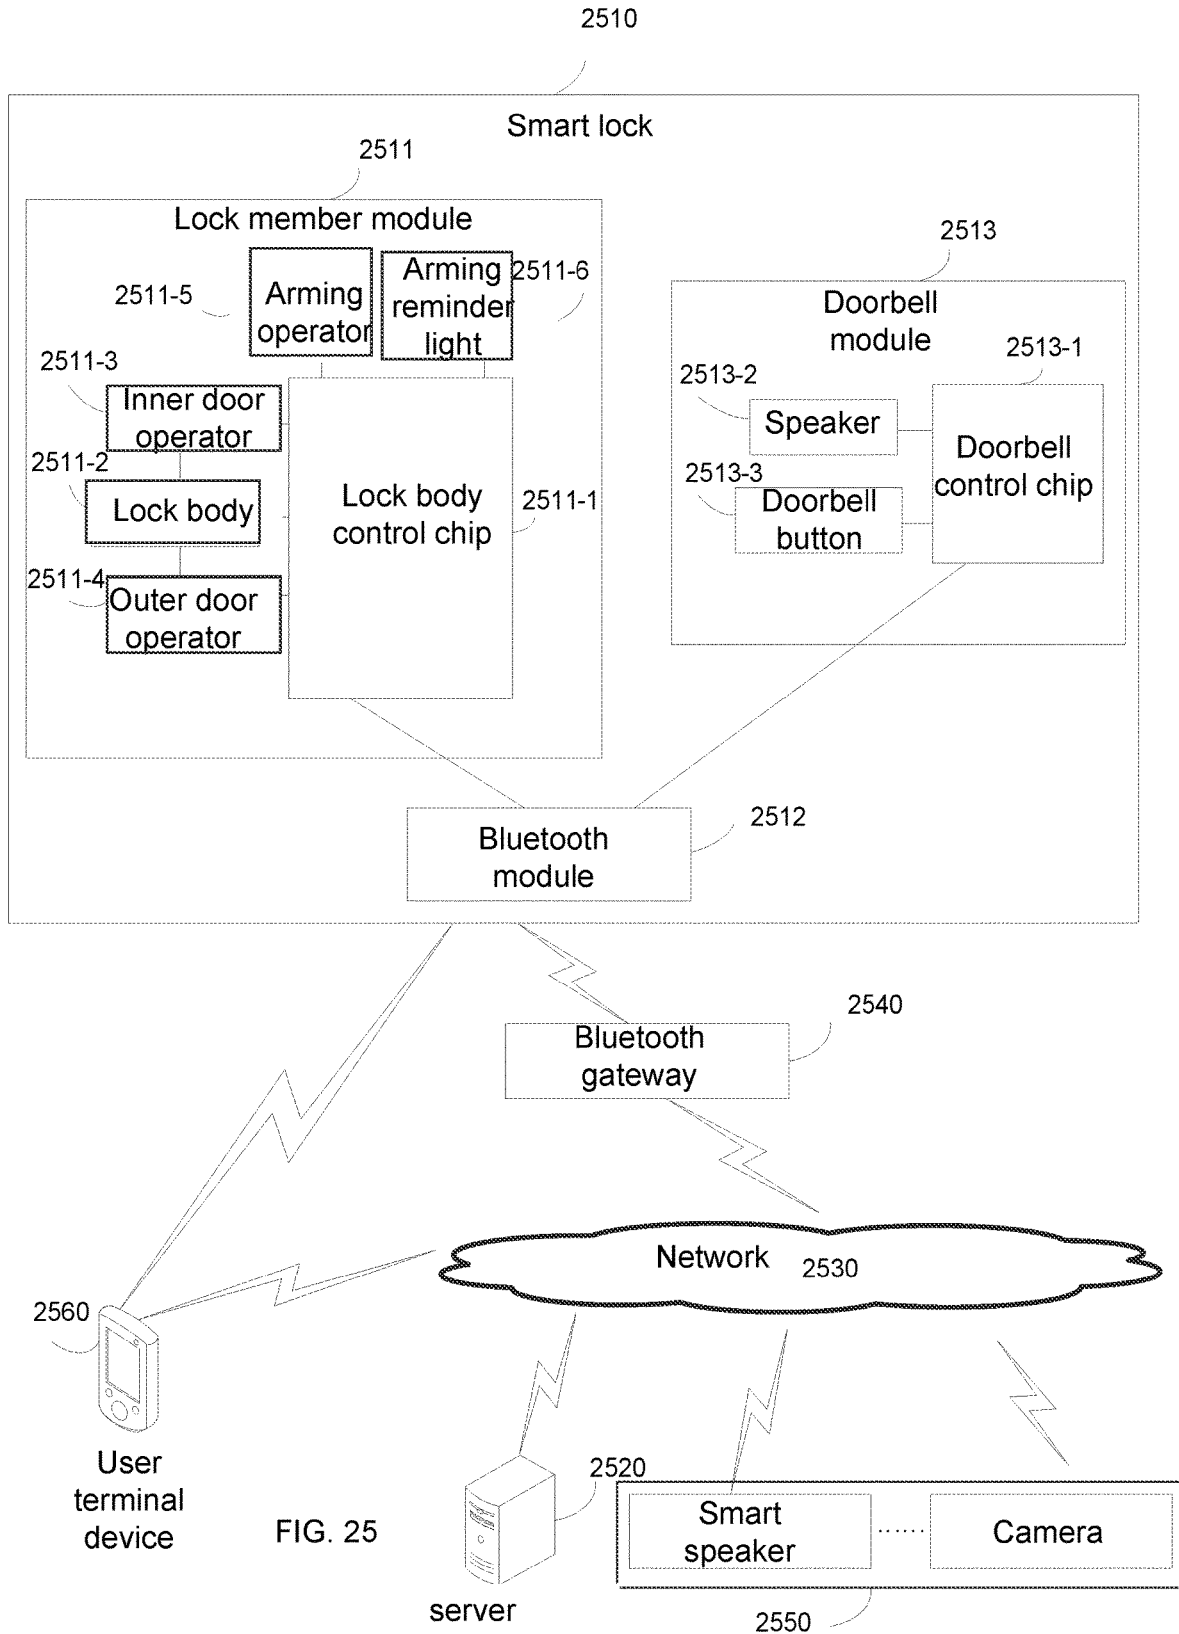 2510
Smart lock
2511
Lock member module
2511-5
Arming
operator
Arming
reminder
light
2511-6
2511-3
Inner door
operator
2511-2
Lock body
2511-4
Outer door
operator
Lock body
control chip
2511-1
2513
Doorbell
module
2513-1
2513-2
Speaker
2513-3
Doorbell
button
Doorbell
control chip
Bluetooth
module
2512
Bluetooth
gateway
2540
Network
2530
2560
User
terminal
device
FIG. 25
2520
server
Smart
speaker
......
Camera
2550